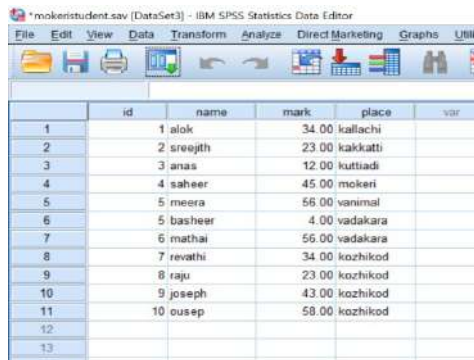 *mokeristudent.sav [DataSet3] - IBM SPSS Statistics Data Editor
File Edit View Data Transform Analyze Direct Marketing Graphs Utili
id name mark place var
1 1 alok 34.00 kallachi
2 2 sreejith 23.00 kakkatti
3 3 anas 12.00 kuttiadi
4 4 saheer 45.00 mokeri
5 5 meera 56.00 vanimal
6 5 basheer 4.00 vadakara
7 6 mathai 56.00 vadakara
8 7 revathi 34.00 kozhikod
9 8 raju 23.00 kozhikod
10 9 joseph 43.00 kozhikod
11 10 ousep 58.00 kozhikod
12
13